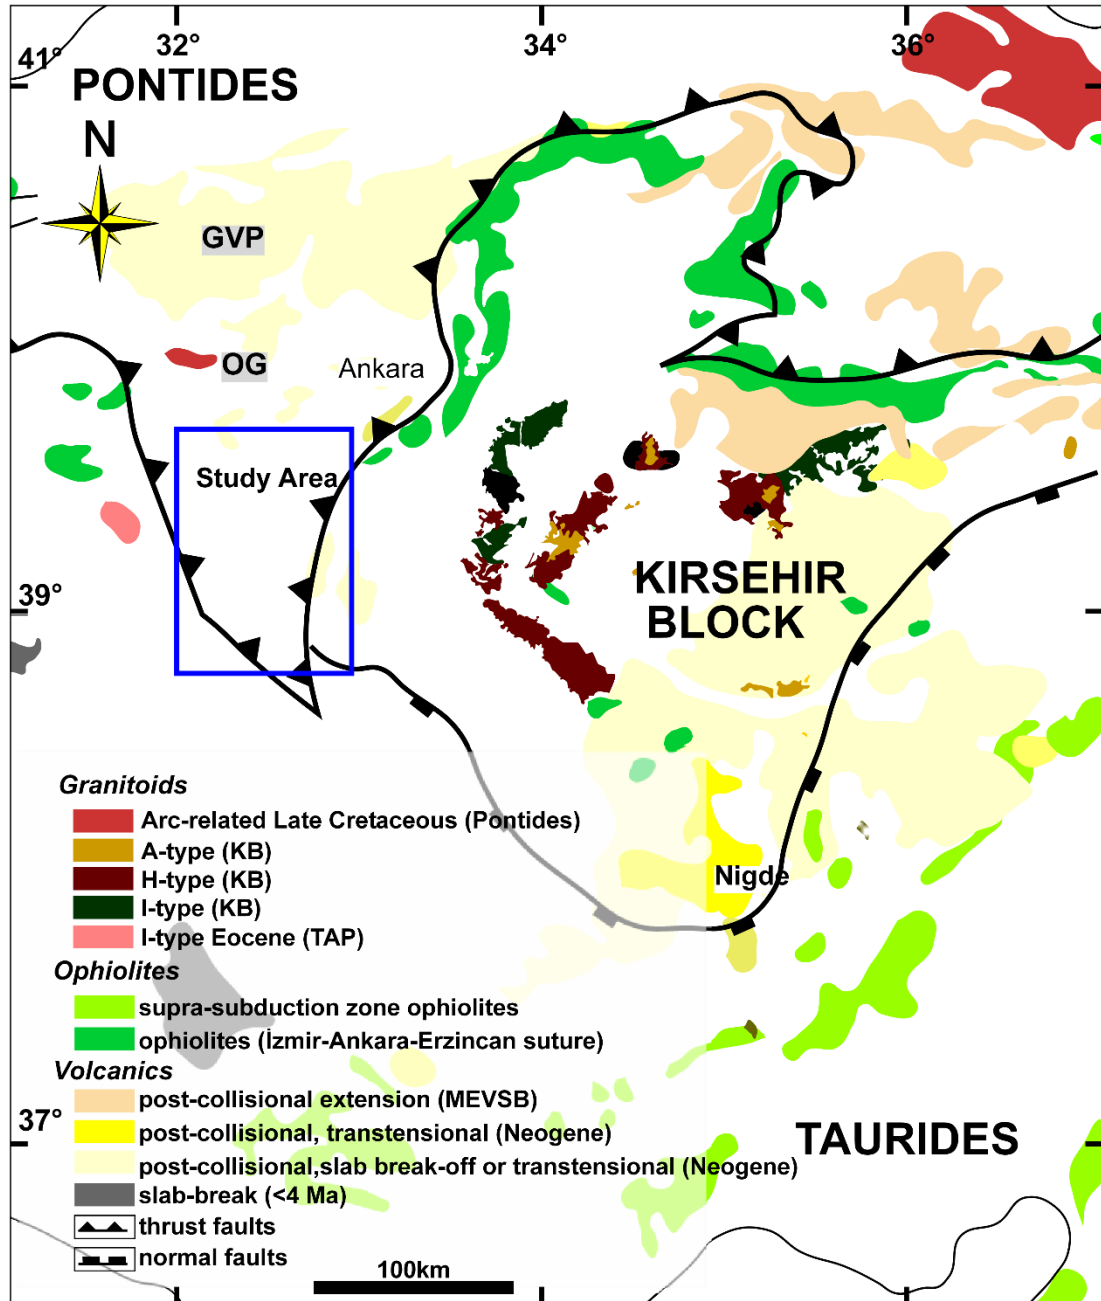 32°
34°
36°
41°
PONTIDES
N
GVP
OG
Ankara
Study Area
39°
KIRSEHIR
BLOCK
Nigde
Granitoids
Arc-related Late Cretaceous (Pontides)
A-type (KB)
H-type (KB)
I-type (KB)
I-type Eocene (TAP)
Ophiolites
supra-subduction zone ophiolites
ophiolites (İzmir-Ankara-Erzincan suture)
Volcanics
post-collisional extension (MEVSB)
post-collisional, transtensional (Neogene)
post-collisional,slab break-off or transtensional (Neogene)
slab-break (<4 Ma)
thrust faults
normal faults
37°
TAURIDES
100km